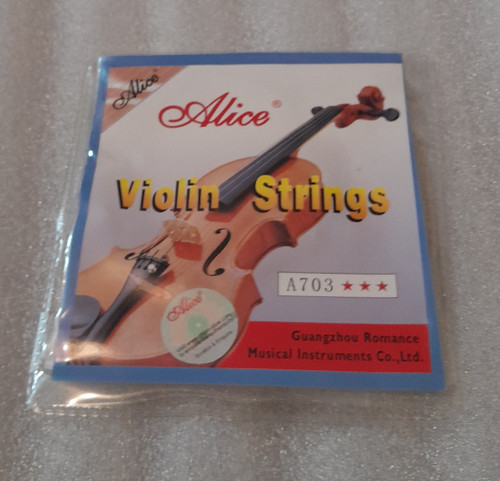 Alice®
Alice®
Violin Strings
A703 ★★★
Alice
Guangzhou Romance
Musical Instruments Co.,Ltd.